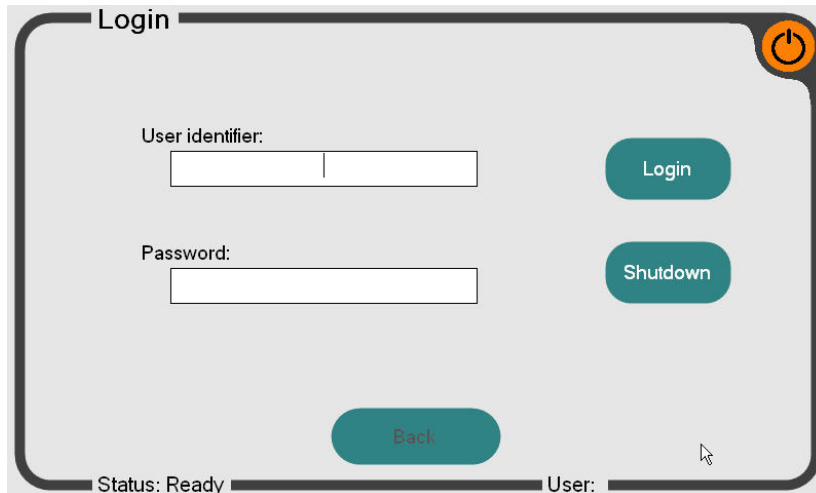 Login
User identifier:
Login
Password:
Shutdown
Back
Status: Ready User: